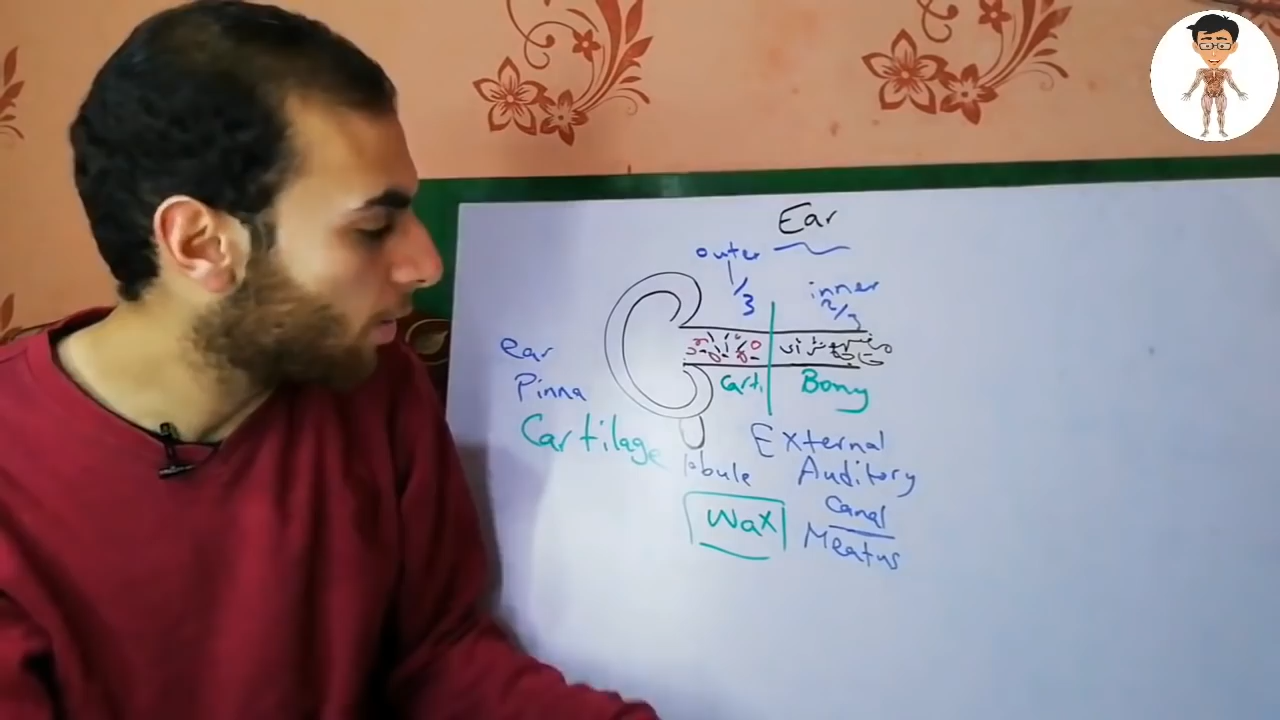 Ear
outer
1/3
inner
2/3
ear
Pinna
Cartilage
Carti.
Bony
lobule
External
Auditory
Canal
Meatus
Wax